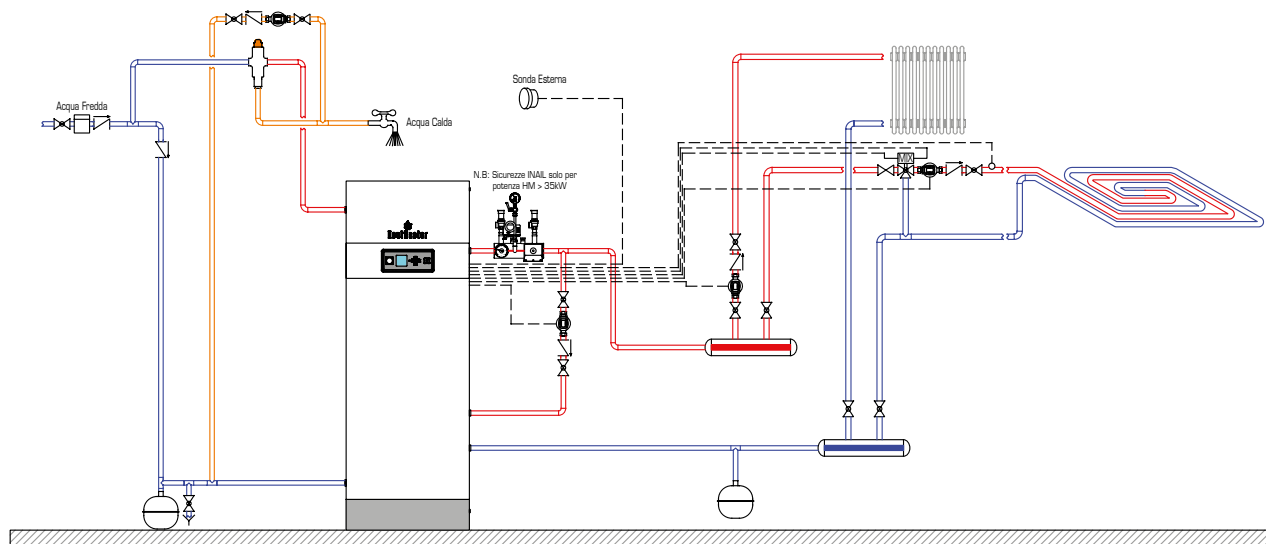 Sonda Esterna
Acqua Fredda
Acqua Calda
MIX
N.B: Sicurezze INAIL solo per
potenza HM > 35kW